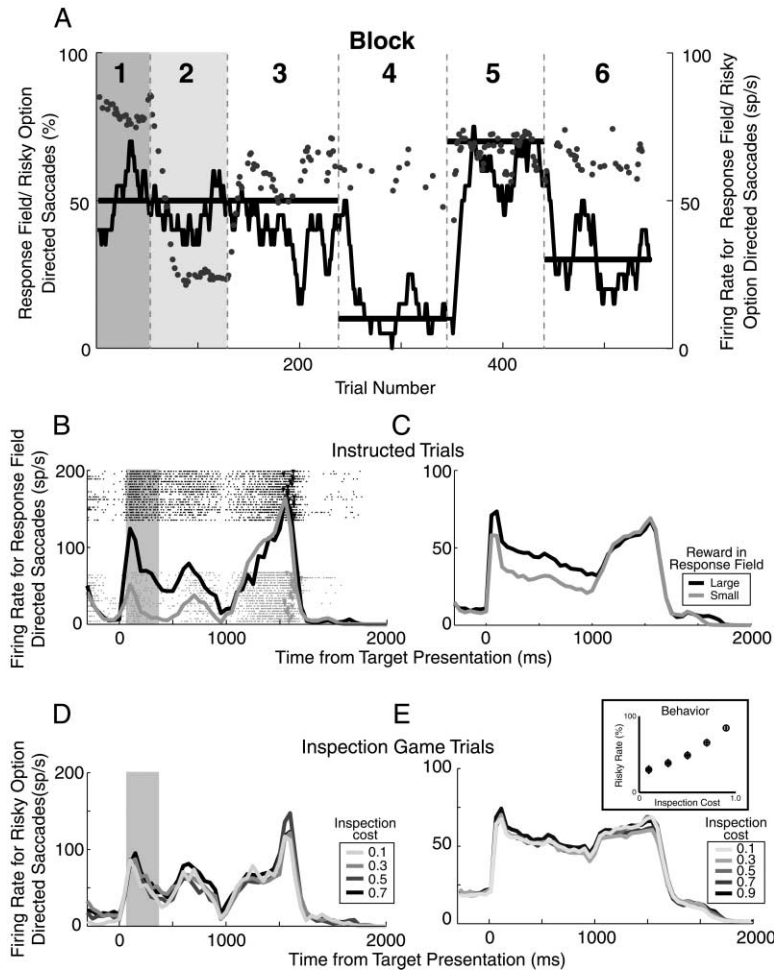 A
Block
1 2 3 4 5 6
Response Field/ Risky Option
Directed Saccades (%)
100
50
0
200
400
Trial Number
100
50
0
Firing Rate for Response Field/ Risky
Option Directed Saccades (sp/s)
B
C
Instructed Trials
Firing Rate for Response Field
Directed Saccades (sp/s)
200
100
0
0 1000 2000
100
50
0
0 1000 2000
Reward in
Response Field
Large
Small
Time from Target Presentation (ms)
D
E
Inspection Game Trials
Firing Rate for Risky Option
Directed Saccades(sp/s)
200
100
0
0 1000 2000
Inspection
cost
0.1
0.3
0.5
0.7
100
50
0
0 1000 2000
Behavior
Risky Rate (%)
100
0 1.0
Inspection Cost
Inspection
cost
0.1
0.3
0.5
0.7
0.9
Time from Target Presentation (ms)